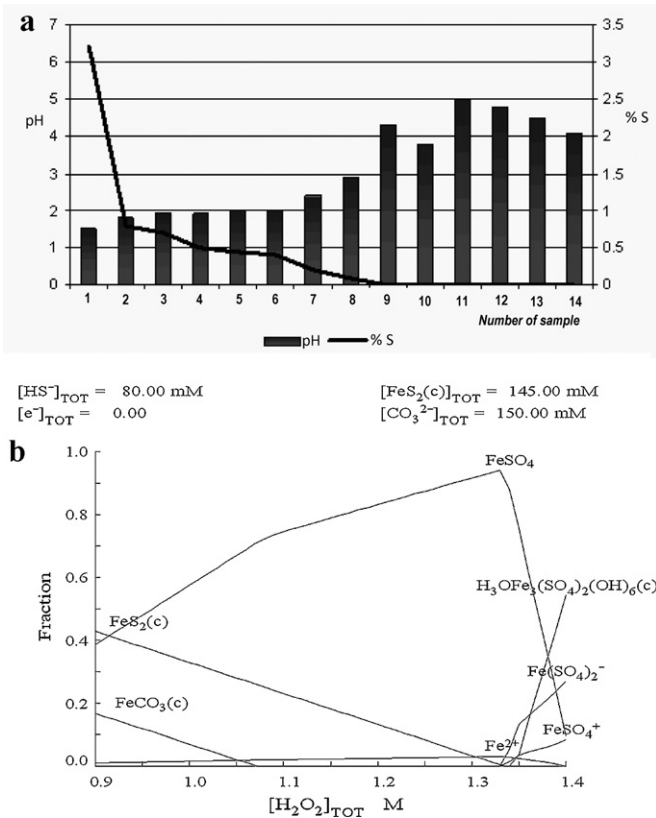 a
7 3.5
6 3
5 2.5
pH 4 2 % S
3 1.5
2 1
1 0.5
0 0
1 2 3 4 5 6 7 8 9 10 11 12 13 14
Number of sample
pH % S
[HS⁻]TOT = 80.00 mM [FeS₂(c)]TOT = 145.00 mM
[e⁻]TOT = 0.00 [CO₃²⁻]TOT = 150.00 mM
b
1.0
FeSO₄
0.8
H₃OFe₃(SO₄)₂(OH)₆(c)
0.6
Fraction
FeS₂(c)
0.4
Fe(SO₄)₂⁻
FeCO₃(c)
0.2
FeSO₄⁺
Fe²⁺
0.0
0.9 1.0 1.1 1.2 1.3 1.4
[H₂O₂]TOT M